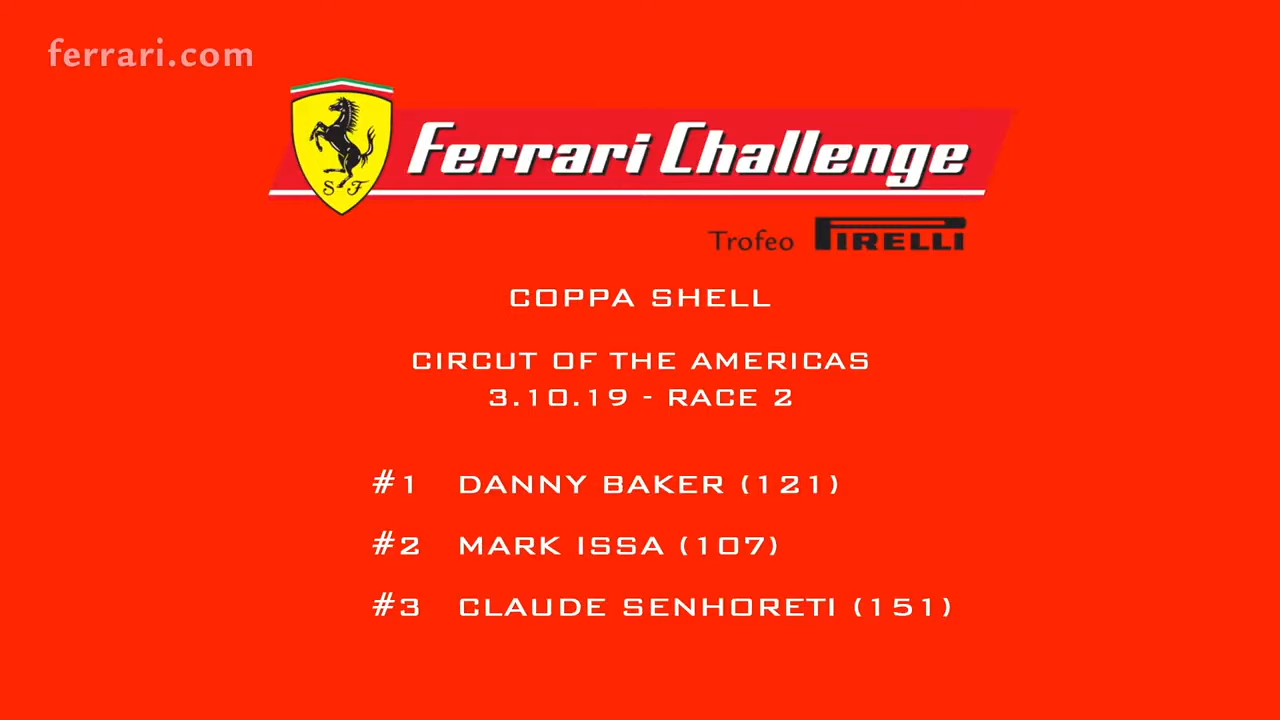 ferrari.com
S F
Ferrari Challenge
Trofeo PIRELLI
COPPA SHELL
CIRCUT OF THE AMERICAS
3.10.19 - RACE 2
#1 DANNY BAKER (121)
#2 MARK ISSA (107)
#3 CLAUDE SENHORETI (151)